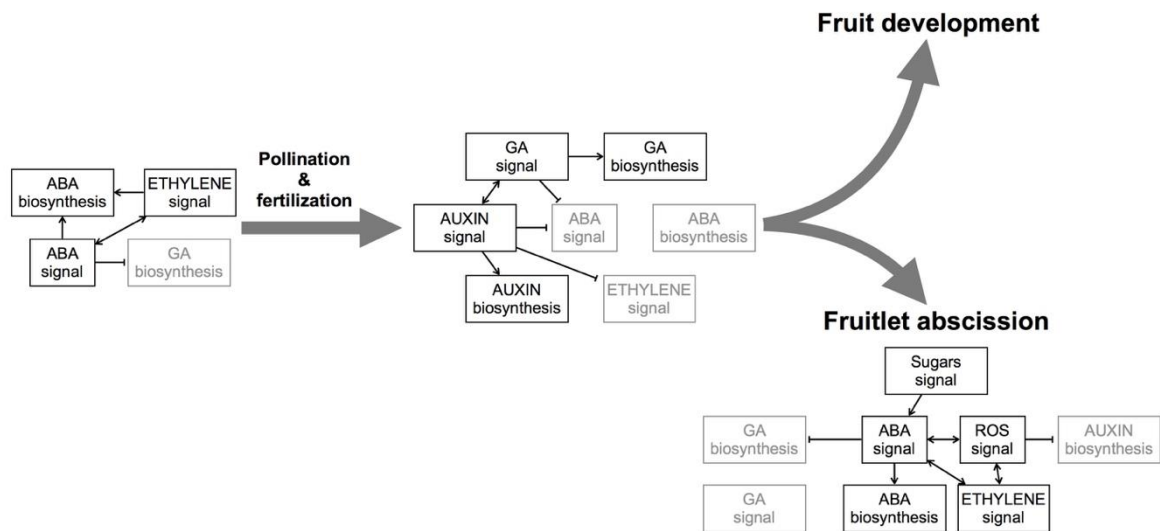 Fruit development
Pollination
&
fertilization
ABA
biosynthesis
ETHYLENE
signal
ABA
signal
GA
biosynthesis
GA
signal
GA
biosynthesis
AUXIN
signal
ABA
signal
ABA
biosynthesis
AUXIN
biosynthesis
ETHYLENE
signal
Fruitlet abscission
Sugars
signal
GA
biosynthesis
ABA
signal
ROS
signal
AUXIN
biosynthesis
GA
signal
ABA
biosynthesis
ETHYLENE
signal